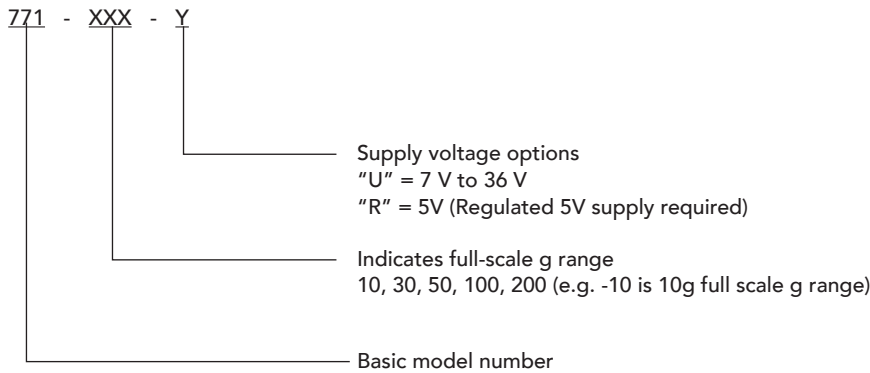 771 - XXX - Y
Supply voltage options
“U” = 7 V to 36 V
“R” = 5V (Regulated 5V supply required)
Indicates full-scale g range
10, 30, 50, 100, 200 (e.g. -10 is 10g full scale g range)
Basic model number